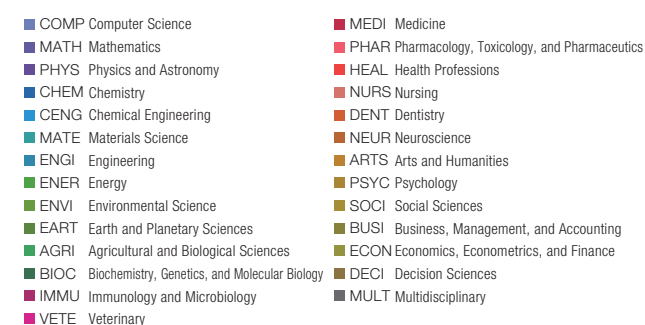 COMP Computer Science
MATH Mathematics
PHYS Physics and Astronomy
CHEM Chemistry
CENG Chemical Engineering
MATE Materials Science
ENGI Engineering
ENER Energy
ENVI Environmental Science
EART Earth and Planetary Sciences
AGRI Agricultural and Biological Sciences
BIOC Biochemistry, Genetics, and Molecular Biology
IMMU Immunology and Microbiology
VETE Veterinary
MEDI Medicine
PHAR Pharmacology, Toxicology, and Pharmaceutics
HEAL Health Professions
NURS Nursing
DENT Dentistry
NEUR Neuroscience
ARTS Arts and Humanities
PSYC Psychology
SOCI Social Sciences
BUSI Business, Management, and Accounting
ECON Economics, Econometrics, and Finance
DECI Decision Sciences
MULT Multidisciplinary